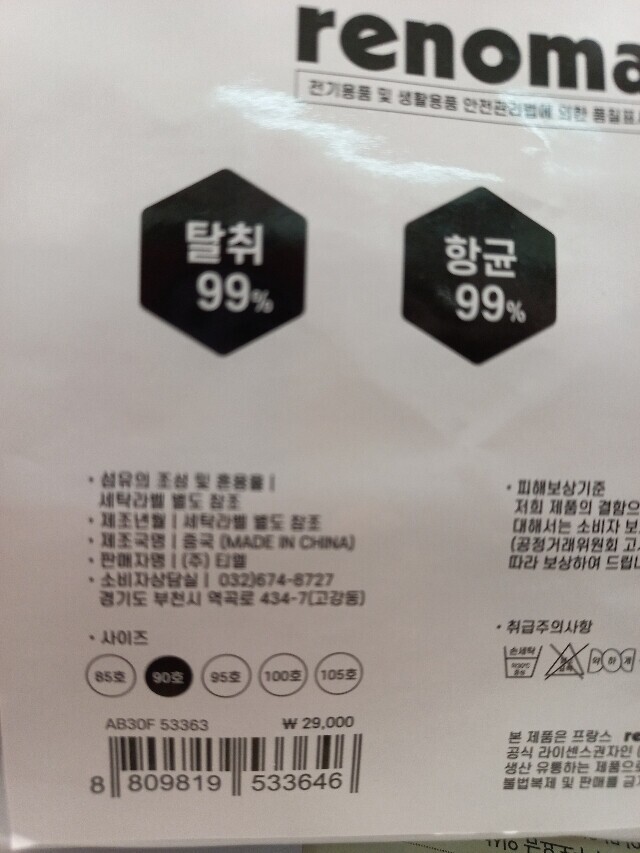 renoma
전기용품 및 생활용품 안전관리법에 의한 품질표시
탈취
99%
항균
99%
• 섬유의 조성 및 혼용율 |
세탁라벨 별도 참조
• 제조년월 | 세탁라벨 별도 참조
• 제조국명 | 중국 (MADE IN CHINA)
• 판매자명 | (주) 티엘
• 소비자상담실 | 032)674-8727
경기도 부천시 역곡로 434-7(고강동)
• 사이즈
85호 90호 95호 100호 105호
AB30F 53363 ₩ 29,000
8 809819 533646
• 피해보상기준
저희 제품의 결함으
대해서는 소비자 보
(공정거래위원회 고
따라 보상하여 드립니
• 취급주의사항
손세탁
약 하 게
본 제품은 프랑스 re
공식 라이센스권자인
생산 유통하는 제품으로
불법복제 및 판매를 금